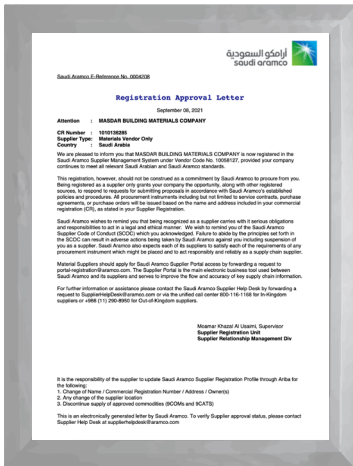 أرامكو السعودية
saudi aramco
Saudi Aramco E-Reference No. 0004208
Registration Approval Letter
September 08, 2021
Attention : MASDAR BUILDING MATERIALS COMPANY
CR Number : 1010138285
Supplier Type: Materials Vendor Only
Country : Saudi Arabia
We are pleased to inform you that MASDAR BUILDING MATERIALS COMPANY is now registered in the
Saudi Aramco Supplier Management System under Vendor Code No. 10058127, provided your company
continues to meet all relevant Saudi Arabian and Saudi Aramco standards.
This registration, however, should not be construed as a commitment by Saudi Aramco to procure from you.
Being registered as a supplier only grants your company the opportunity, along with other registered
sources, to respond to requests for submitting proposals in accordance with Saudi Aramco's established
policies and procedures. All procurement instruments including but not limited to service contracts, purchase
agreements, or purchase orders will be issued based on the name and address included in your commercial
registration (CR), as stated in your Supplier Registration.
Saudi Aramco wishes to remind you that being recognized as a supplier carries with it serious obligations
and responsibilities to act in a legal and ethical manner. We wish to remind you of the Saudi Aramco
Supplier Code of Conduct (SCOC) which you acknowledged. Failure to abide by the principles set forth in
the SCOC can result in adverse actions being taken by Saudi Aramco against you including suspension of
you as a supplier. Saudi Aramco also expects each of its suppliers to satisfy each of the requirements of any
procurement instrument which might be placed and to act responsibly and reliably as a supply chain supplier.
Material Suppliers should apply for Saudi Aramco Supplier Portal access by forwarding a request to
portal-registration@aramco.com. The Supplier Portal is the main electronic business tool used between
Saudi Aramco and its suppliers and serves to improve the flow and accuracy of key supply chain information.
For further information or assistance please contact the Saudi Aramco Supplier Help Desk by forwarding a
request to SupplierHelpDesk@aramco.com or via the unified call center 800-116-1168 for In-Kingdom
suppliers or +966 (11) 290-8950 for Out-of-Kingdom suppliers.
Moamar Khazal Al Usaimi, Supervisor
Supplier Registration Unit
Supplier Relationship Management Div
It is the responsibility of the supplier to update Saudi Aramco Supplier Registration Profile through Ariba for
the following:
1. Change of Name / Commercial Registration Number / Address / Owner(s)
2. Any change of the supplier location
3. Discontinue supply of approved commodities (9COMs and 9CATS)
This is an electronically generated letter by Saudi Aramco. To verify Supplier approval status, please contact
Supplier Help Desk at supplierhelpdesk@aramco.com